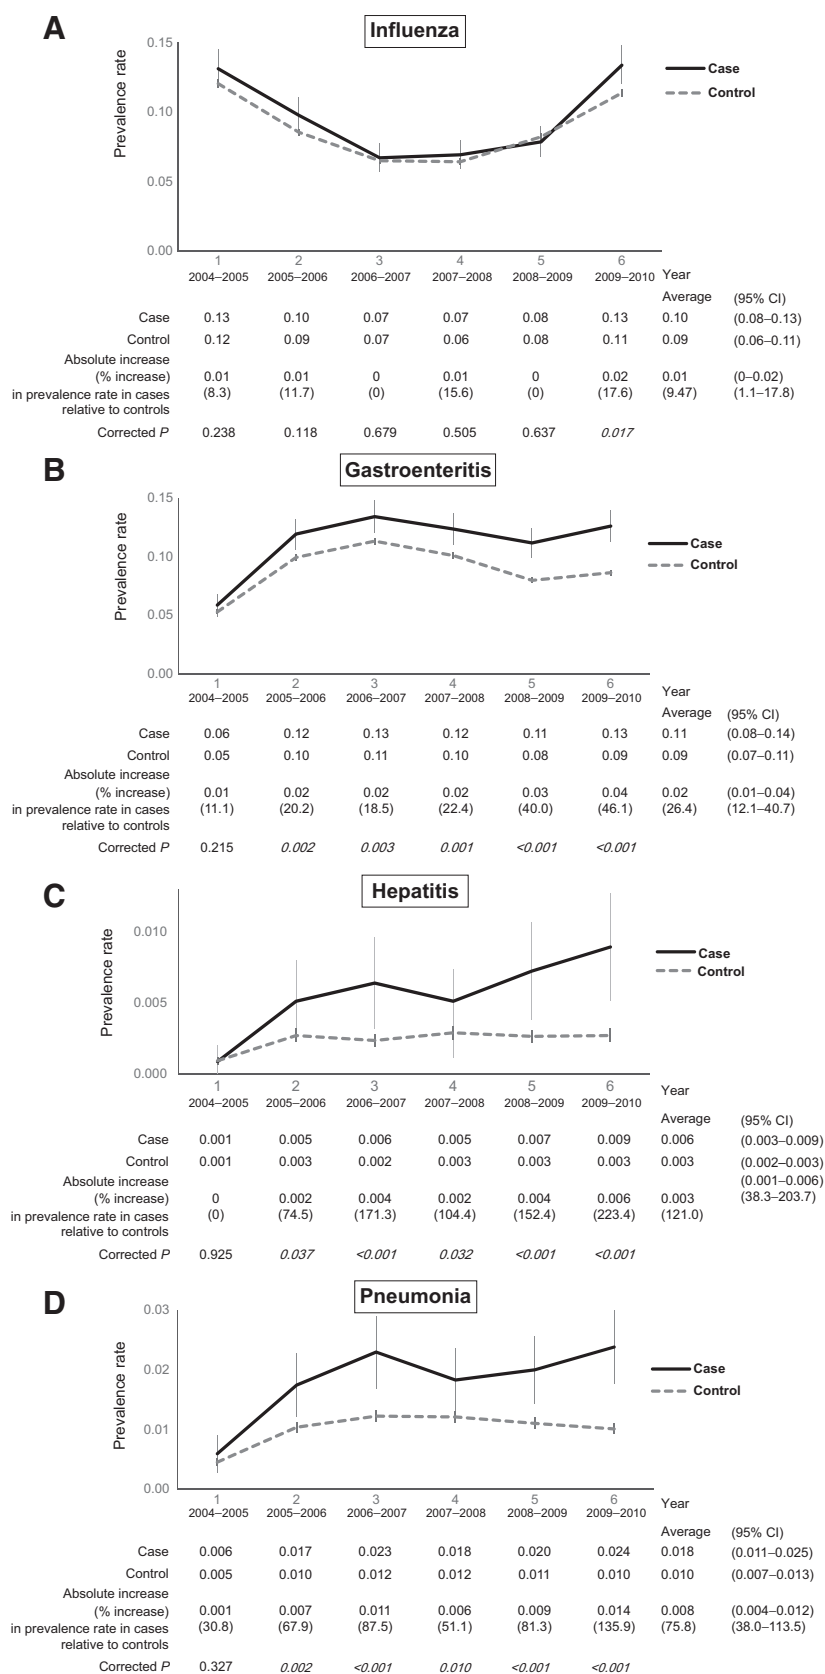 A
Influenza
0.15
0.10
0.05
0.00
Prevalence rate
Case
Control
1 2 3 4 5 6
2004–2005 2005–2006 2006–2007 2007–2008 2008–2009 2009–2010 Year
Average (95% CI)
Case 0.13 0.10 0.07 0.07 0.08 0.13 0.10 (0.08–0.13)
Control 0.12 0.09 0.07 0.06 0.08 0.11 0.09 (0.06–0.11)
Absolute increase
(% increase) 0.01 0.01 0 0.01 0 0.02 0.01 (0–0.02)
in prevalence rate in cases (8.3) (11.7) (0) (15.6) (0) (17.6) (9.47) (1.1–17.8)
relative to controls
Corrected P 0.238 0.118 0.679 0.505 0.637 0.017
B
Gastroenteritis
0.15
0.10
0.05
0.00
Prevalence rate
Case
Control
1 2 3 4 5 6
2004–2005 2005–2006 2006–2007 2007–2008 2008–2009 2009–2010 Year
Average (95% CI)
Case 0.06 0.12 0.13 0.12 0.11 0.13 0.11 (0.08–0.14)
Control 0.05 0.10 0.11 0.10 0.08 0.09 0.09 (0.07–0.11)
Absolute increase
(% increase) 0.01 0.02 0.02 0.02 0.03 0.04 0.02 (0.01–0.04)
in prevalence rate in cases (11.1) (20.2) (18.5) (22.4) (40.0) (46.1) (26.4) (12.1–40.7)
relative to controls
Corrected P 0.215 0.002 0.003 0.001 <0.001 <0.001
C
Hepatitis
0.010
0.005
0.000
Prevalence rate
Case
Control
1 2 3 4 5 6
2004–2005 2005–2006 2006–2007 2007–2008 2008–2009 2009–2010 Year
Average (95% CI)
Case 0.001 0.005 0.006 0.005 0.007 0.009 0.006 (0.003–0.009)
Control 0.001 0.003 0.002 0.003 0.003 0.003 0.003 (0.002–0.003)
Absolute increase (0.001–0.006)
(% increase) 0 0.002 0.004 0.002 0.004 0.006 0.003 (38.3–203.7)
in prevalence rate in cases (0) (74.5) (171.3) (104.4) (152.4) (223.4) (121.0)
relative to controls
Corrected P 0.925 0.037 <0.001 0.032 <0.001 <0.001
D
Pneumonia
0.03
0.02
0.01
0.00
Prevalence rate
Case
Control
1 2 3 4 5 6
2004–2005 2005–2006 2006–2007 2007–2008 2008–2009 2009–2010 Year
Average (95% CI)
Case 0.006 0.017 0.023 0.018 0.020 0.024 0.018 (0.011–0.025)
Control 0.005 0.010 0.012 0.012 0.011 0.010 0.010 (0.007–0.013)
Absolute increase
(% increase) 0.001 0.007 0.011 0.006 0.009 0.014 0.008 (0.004–0.012)
in prevalence rate in cases (30.8) (67.9) (87.5) (51.1) (81.3) (135.9) (75.8) (38.0–113.5)
relative to controls
Corrected P 0.327 0.002 <0.001 0.010 <0.001 <0.001